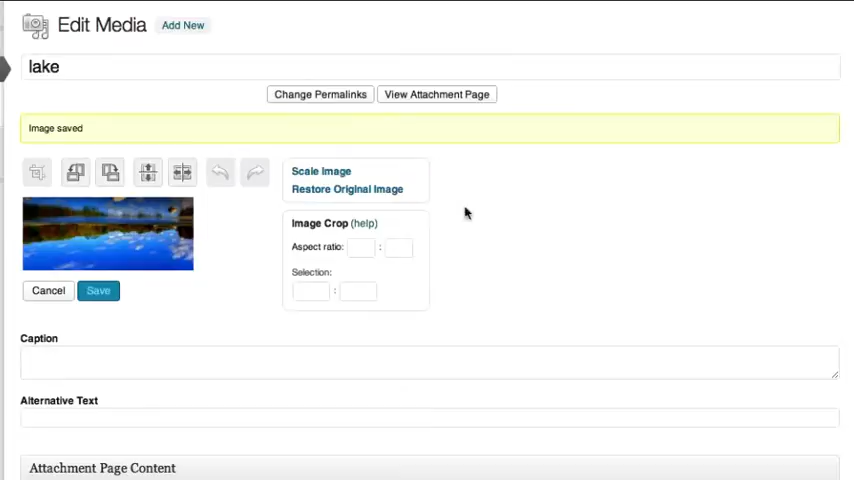 Edit Media Add New
lake
Change Permalinks View Attachment Page
Image saved
Scale Image
Restore Original Image
Image Crop (help)
Aspect ratio: :
Selection:
:
Cancel Save
Caption
Alternative Text
Attachment Page Content